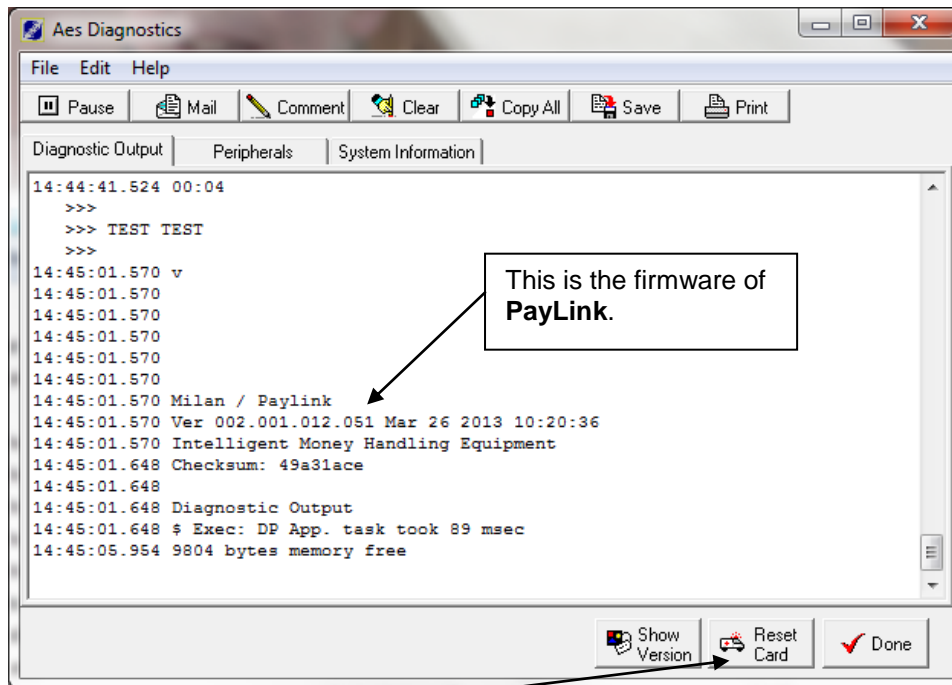 Aes Diagnostics
File Edit Help
Pause Mail Comment Clear Copy All Save Print
Diagnostic Output Peripherals System Information
14:44:41.524 00:04
>>>
>>> TEST TEST
>>>
14:45:01.570 v
14:45:01.570
14:45:01.570
14:45:01.570
14:45:01.570
14:45:01.570
14:45:01.570 Milan / Paylink
14:45:01.570 Ver 002.001.012.051 Mar 26 2013 10:20:36
14:45:01.570 Intelligent Money Handling Equipment
14:45:01.648 Checksum: 49a31ace
14:45:01.648
14:45:01.648 Diagnostic Output
14:45:01.648 $ Exec: DP App. task took 89 msec
14:45:05.954 9804 bytes memory free
This is the firmware of
PayLink.
Show
Version
Reset
Card
Done